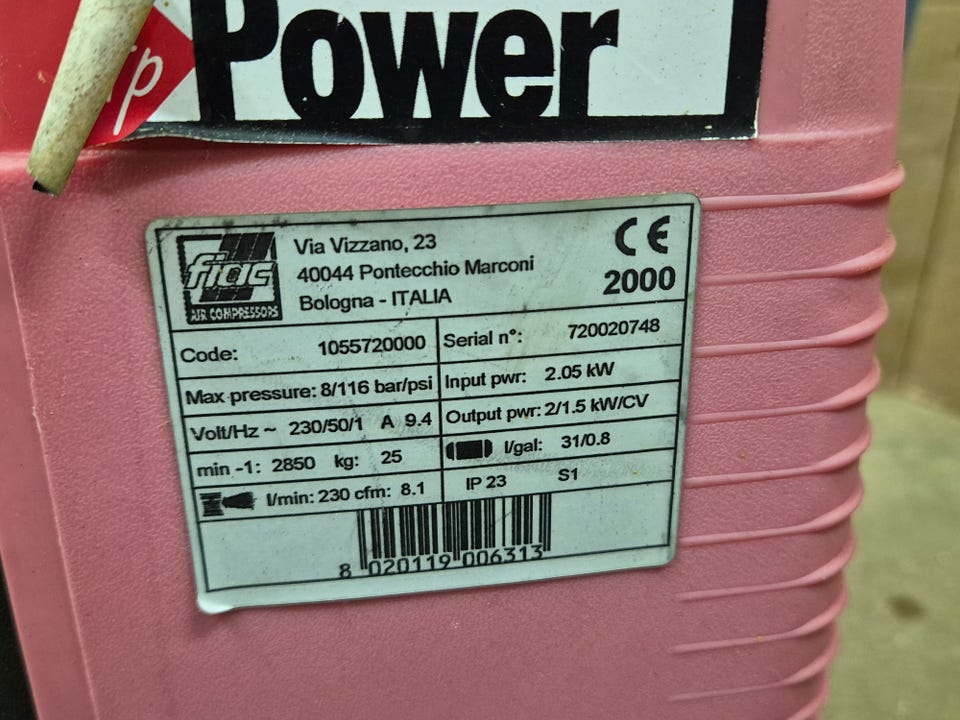 Power
fiac
AIR COMPRESSORS
Via Vizzano, 23
40044 Pontecchio Marconi
Bologna - ITALIA
CE
2000
Code: 1055720000
Serial n°: 720020748
Max pressure: 8/116 bar/psi
Input pwr: 2.05 kW
Volt/Hz ~ 230/50/1 A 9.4
Output pwr: 2/1.5 kW/CV
min -1: 2850 kg: 25
l/gal: 31/0.8
l/min: 230 cfm: 8.1
IP 23 S1
8 020119 006313